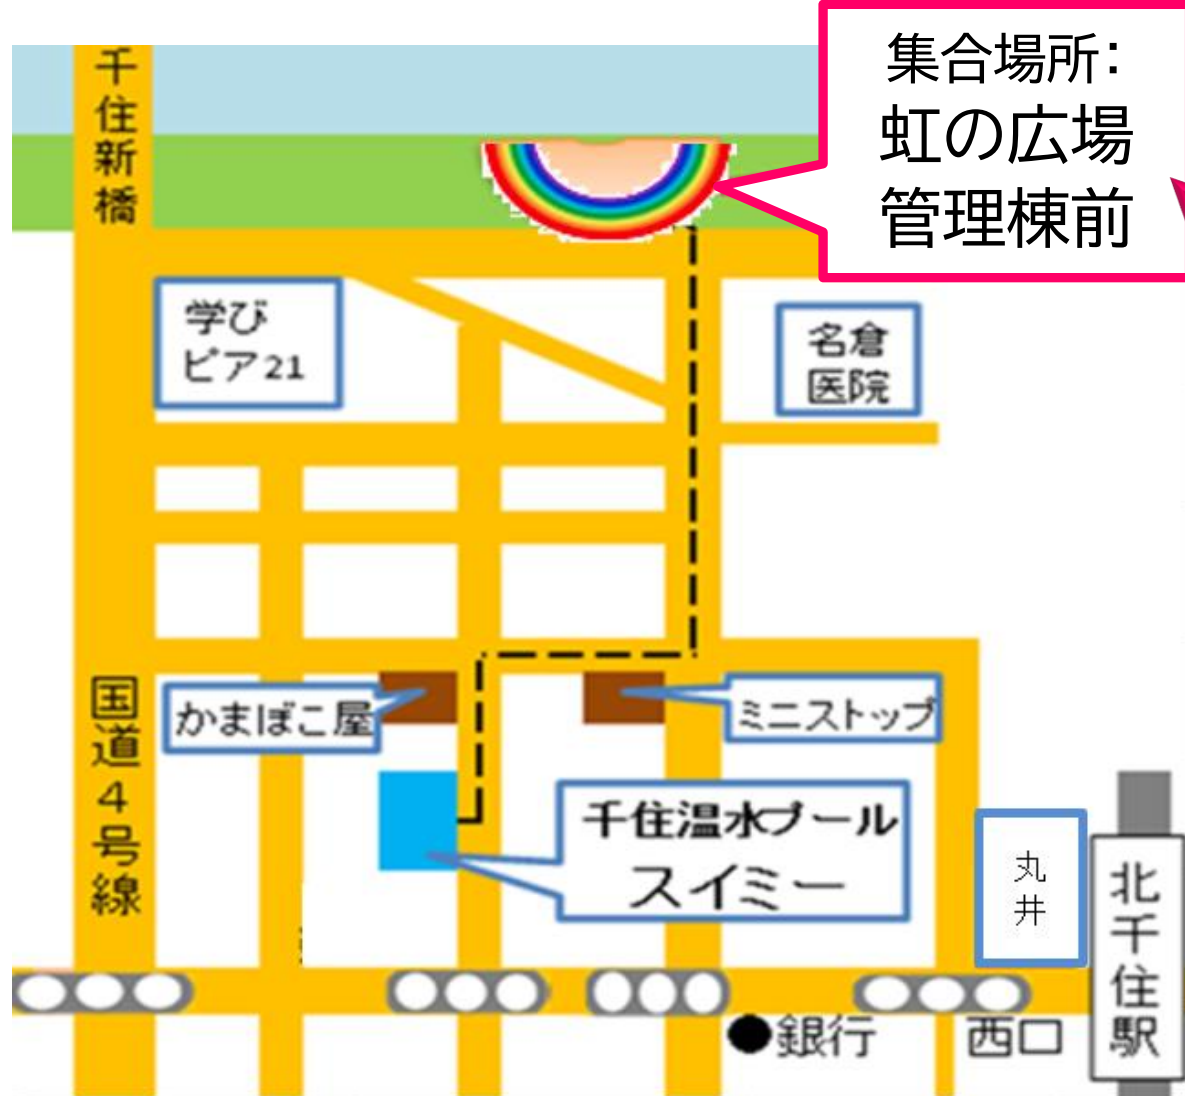 集合場所：
虹の広場
管理棟前
千住新橋
学び
ピア21
名倉
医院
かまぼこ屋
ミニストップ
国道4号線
千住温水プール
スイミー
丸井
北千住駅
●銀行
西口